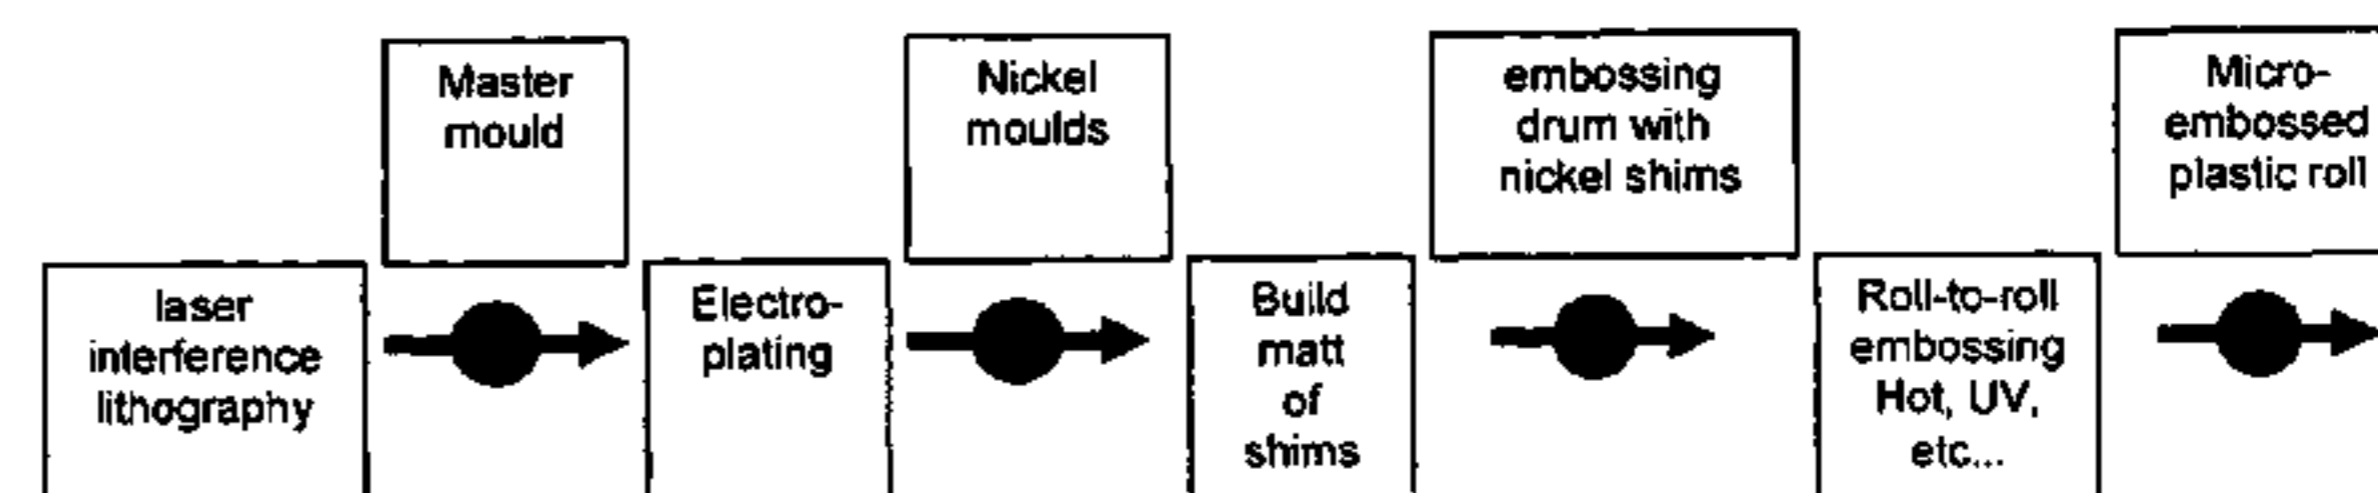 Master
mould
Nickel
moulds
embossing
drum with
nickel shims
Micro-
embossed
plastic roll
laser
interference
lithography
Electro-
plating
Build
matt
of
shims
Roll-to-roll
embossing
Hot, UV,
etc...